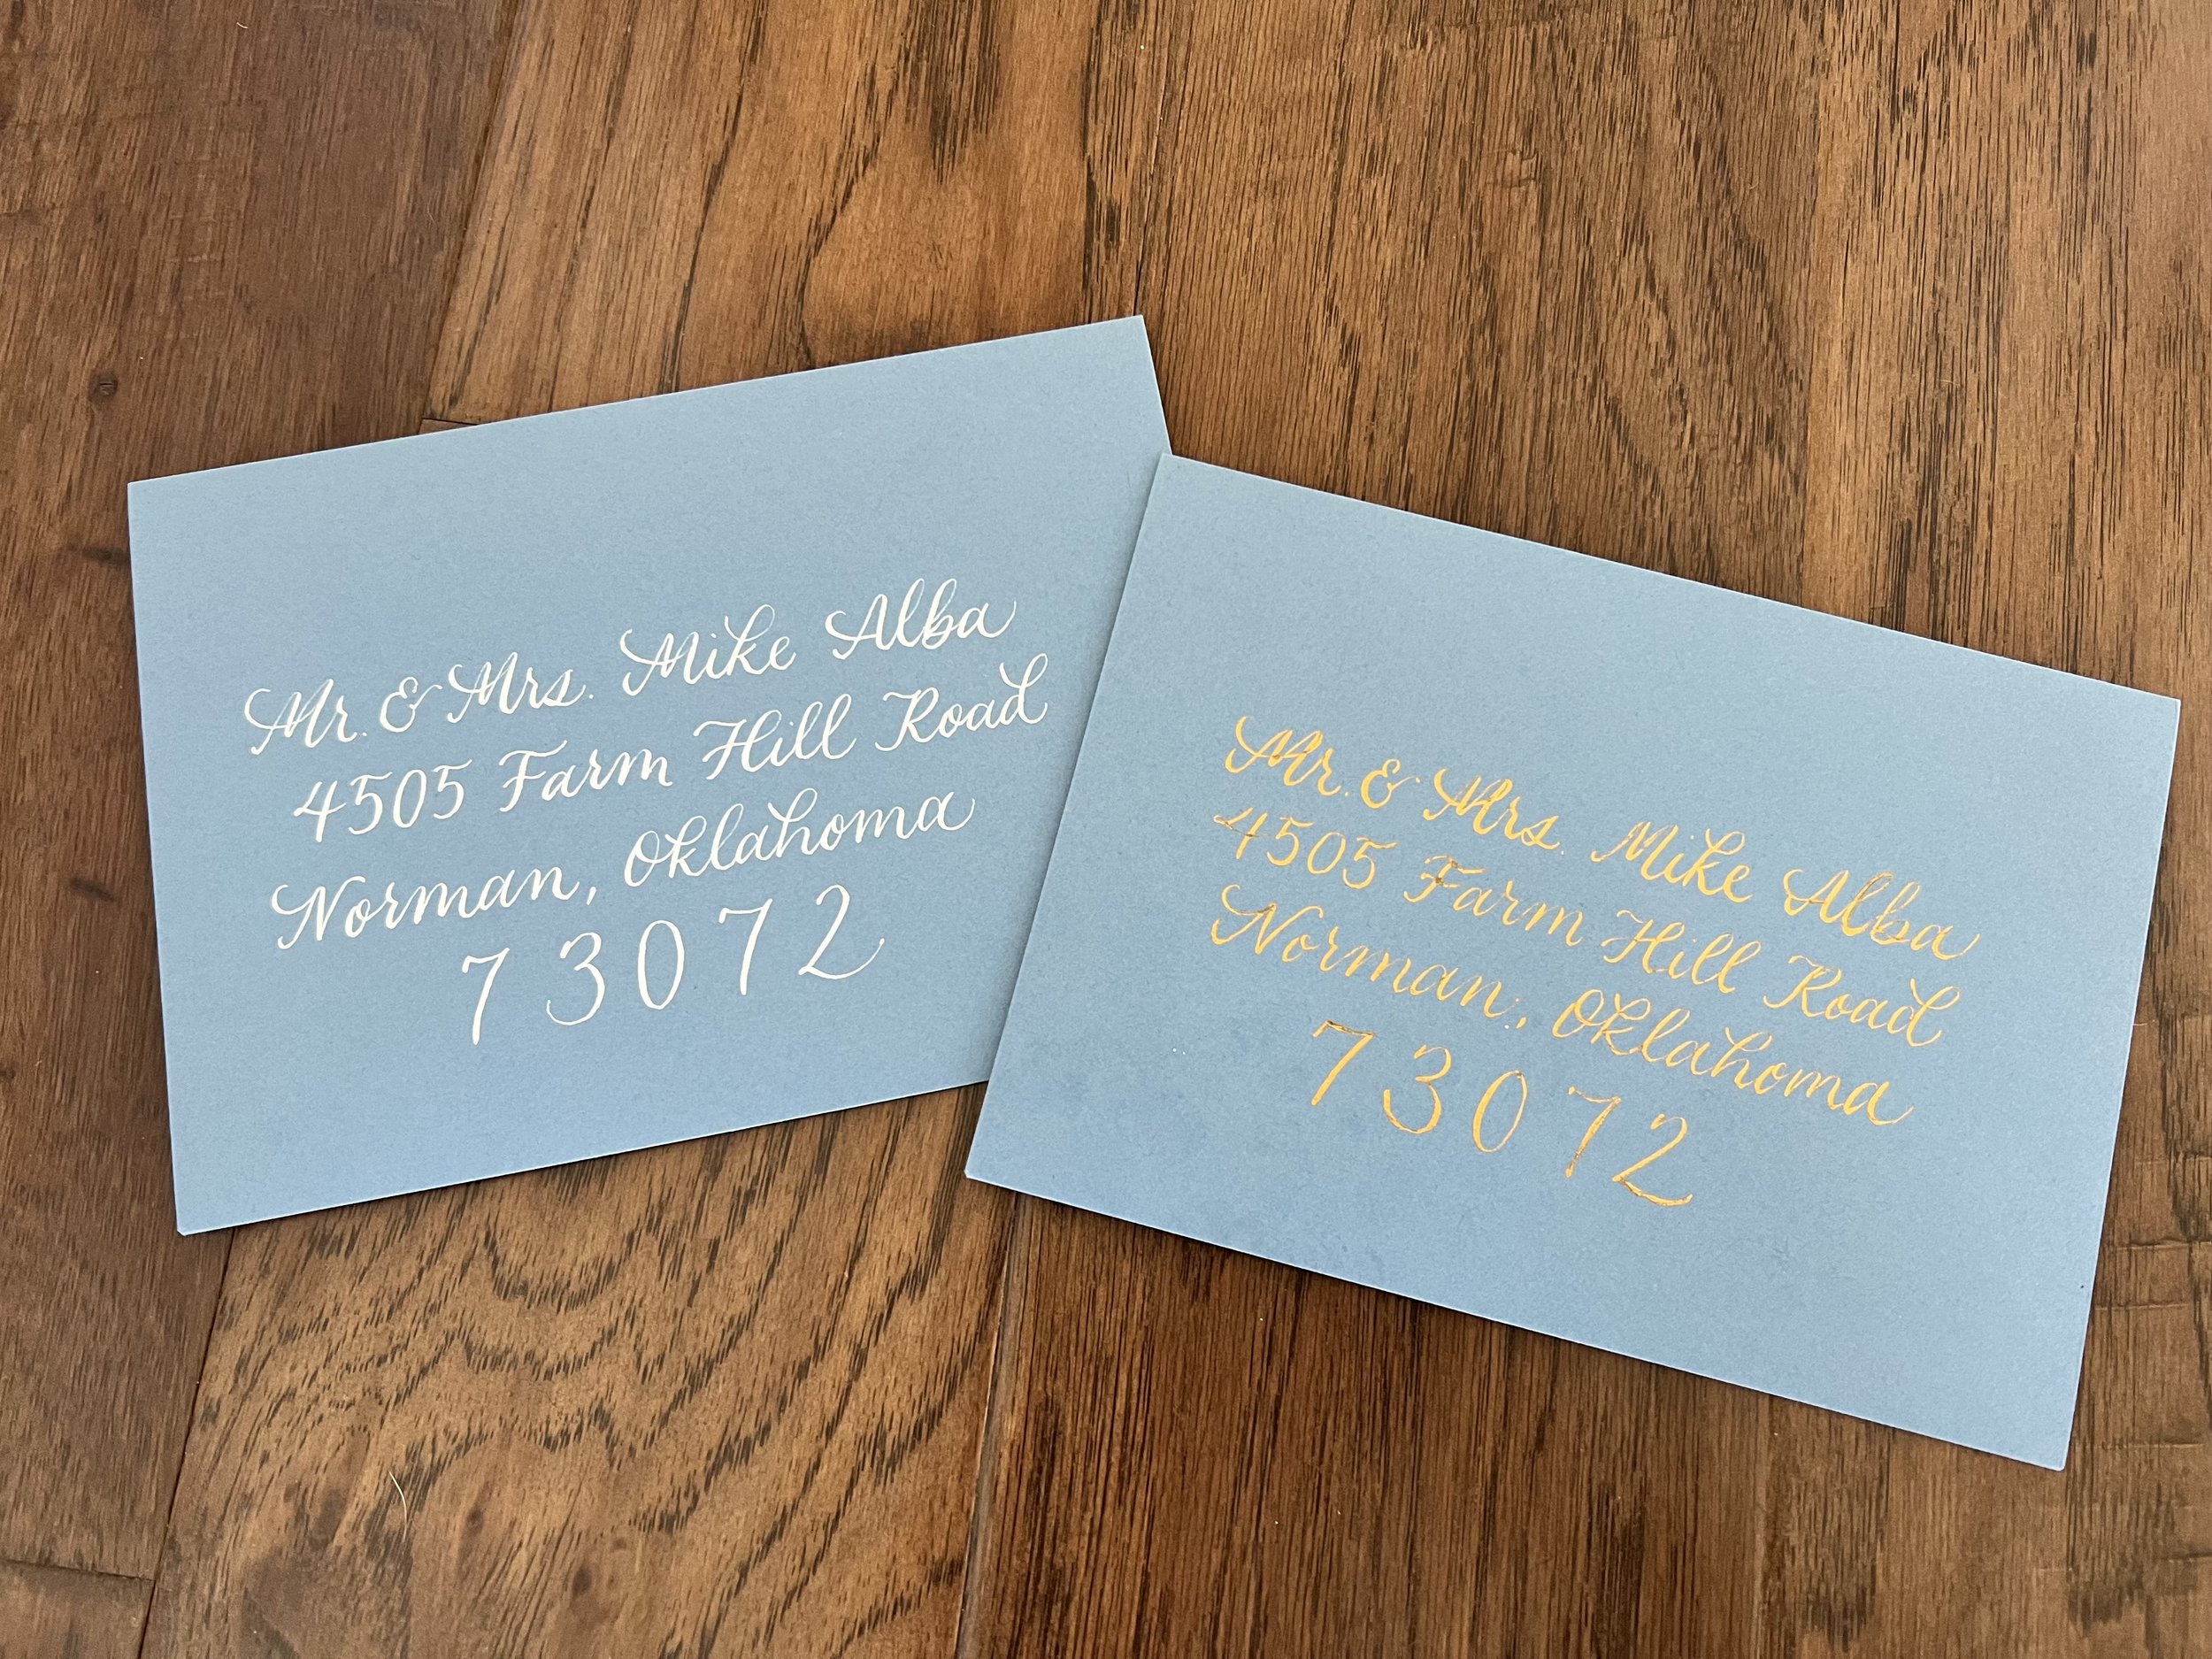 Mr. & Mrs. Mike Alba
4505 Farm Hill Road
Norman, Oklahoma
73072
Mr. & Mrs. Mike Alba
4505 Farm Hill Road
Norman, Oklahoma
73072